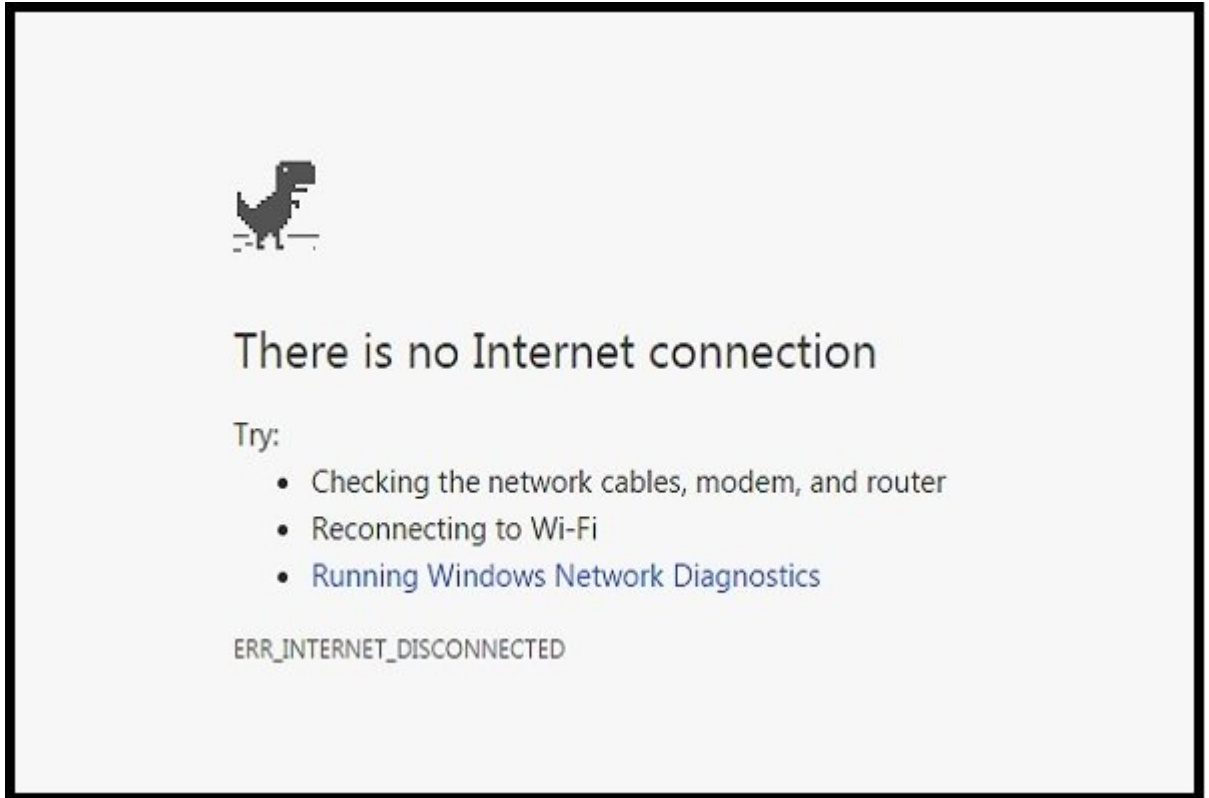 There is no Internet connection
Try:
• Checking the network cables, modem, and router
• Reconnecting to Wi-Fi
• Running Windows Network Diagnostics
ERR_INTERNET_DISCONNECTED